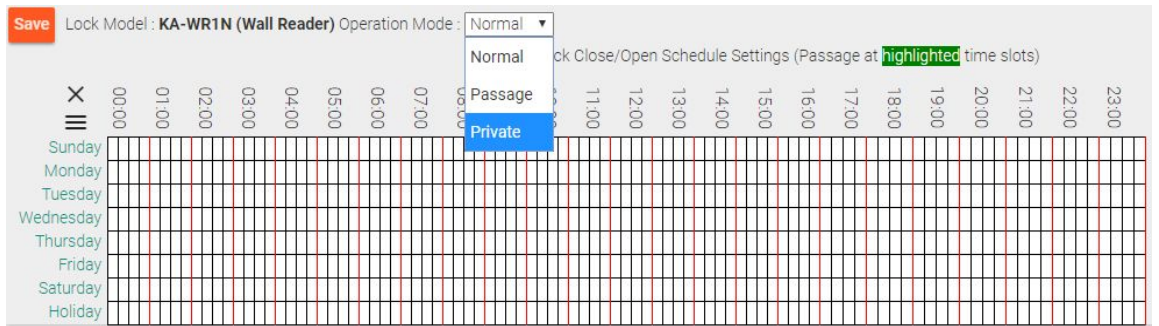 Save Lock Model : KA-WR1N (Wall Reader) Operation Mode : Normal
Normal
Passage
Private
Close/Open Schedule Settings (Passage at highlighted time slots)
00:00 01:00 02:00 03:00 04:00 05:00 06:00 07:00 11:00 12:00 13:00 14:00 15:00 16:00 17:00 18:00 19:00 20:00 21:00 22:00 23:00
Sunday
Monday
Tuesday
Wednesday
Thursday
Friday
Saturday
Holiday